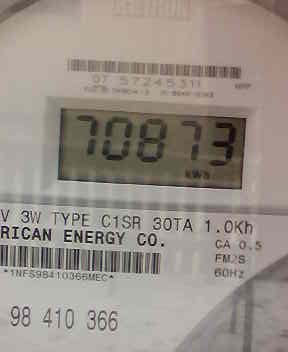 CENTRON
07 57245311
70873
kWh
V 3W TYPE C1SR 30TA 1.0Kh
RICAN ENERGY CO.
CA 0.5
FM2S
*1NFS98410366MEC*
60Hz
98 410 366